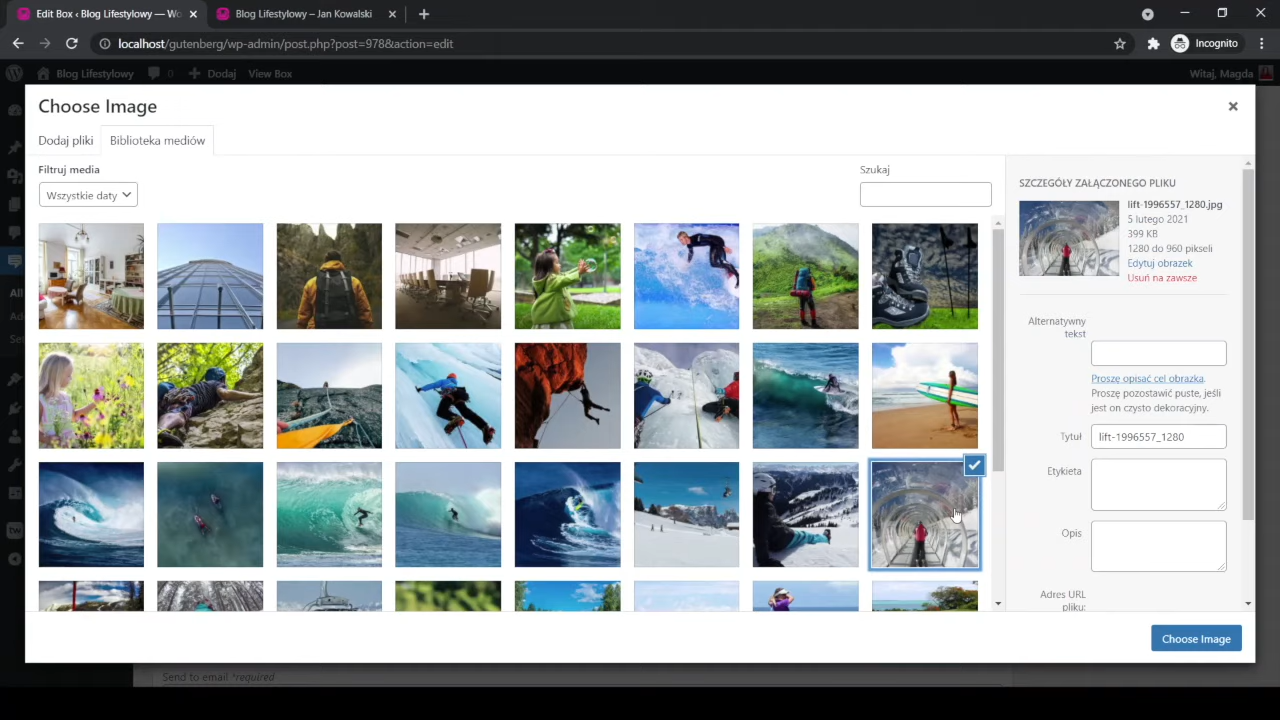 Edit Box ‹ Blog Lifestylowy — Wo
Blog Lifestylowy – Jan Kowalski
localhost/gutenberg/wp-admin/post.php?post=978&action=edit
Incognito
Blog Lifestylowy
0
Dodaj
View Box
Witaj, Magda
Choose Image
Dodaj pliki
Biblioteka mediów
Filtruj media
Wszystkie daty
Szukaj
SZCZEGÓŁY ZAŁĄCZONEGO PLIKU
lift-1996557_1280.jpg
5 lutego 2021
399 KB
1280 do 960 pikseli
Edytuj obrazek
Usuń na zawsze
Alternatywny
tekst
Proszę opisać cel obrazka.
Proszę pozostawić puste, jeśli
jest on czysto dekoracyjny.
Tytuł
lift-1996557_1280
Etykieta
Opis
Adres URL
pliku:
All
Ad
Set
Choose Image
Send to email *required